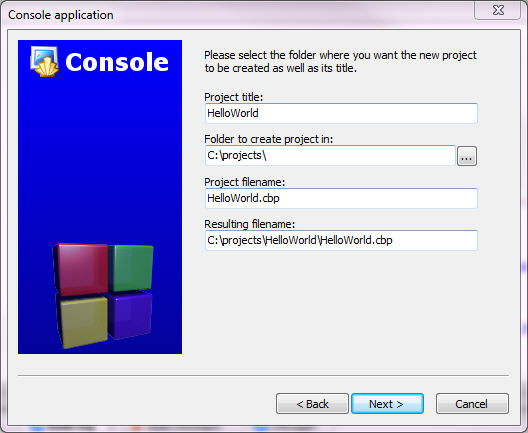 Console application
Console
Please select the folder where you want the new project
to be created as well as its title.
Project title:
HelloWorld
Folder to create project in:
C:\projects\
...
Project filename:
HelloWorld.cbp
Resulting filename:
C:\projects\HelloWorld\HelloWorld.cbp
< Back
Next >
Cancel